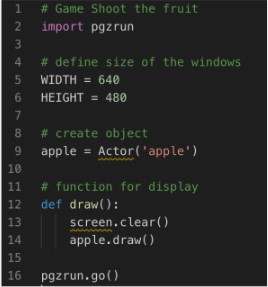 1 # Game Shoot the fruit
2 import pgzrun
3
4 # define size of the windows
5 WIDTH = 640
6 HEIGHT = 480
7
8 # create object
9 apple = Actor('apple')
10
11 # function for display
12 def draw():
13     screen.clear()
14     apple.draw()
15
16 pgzrun.go()